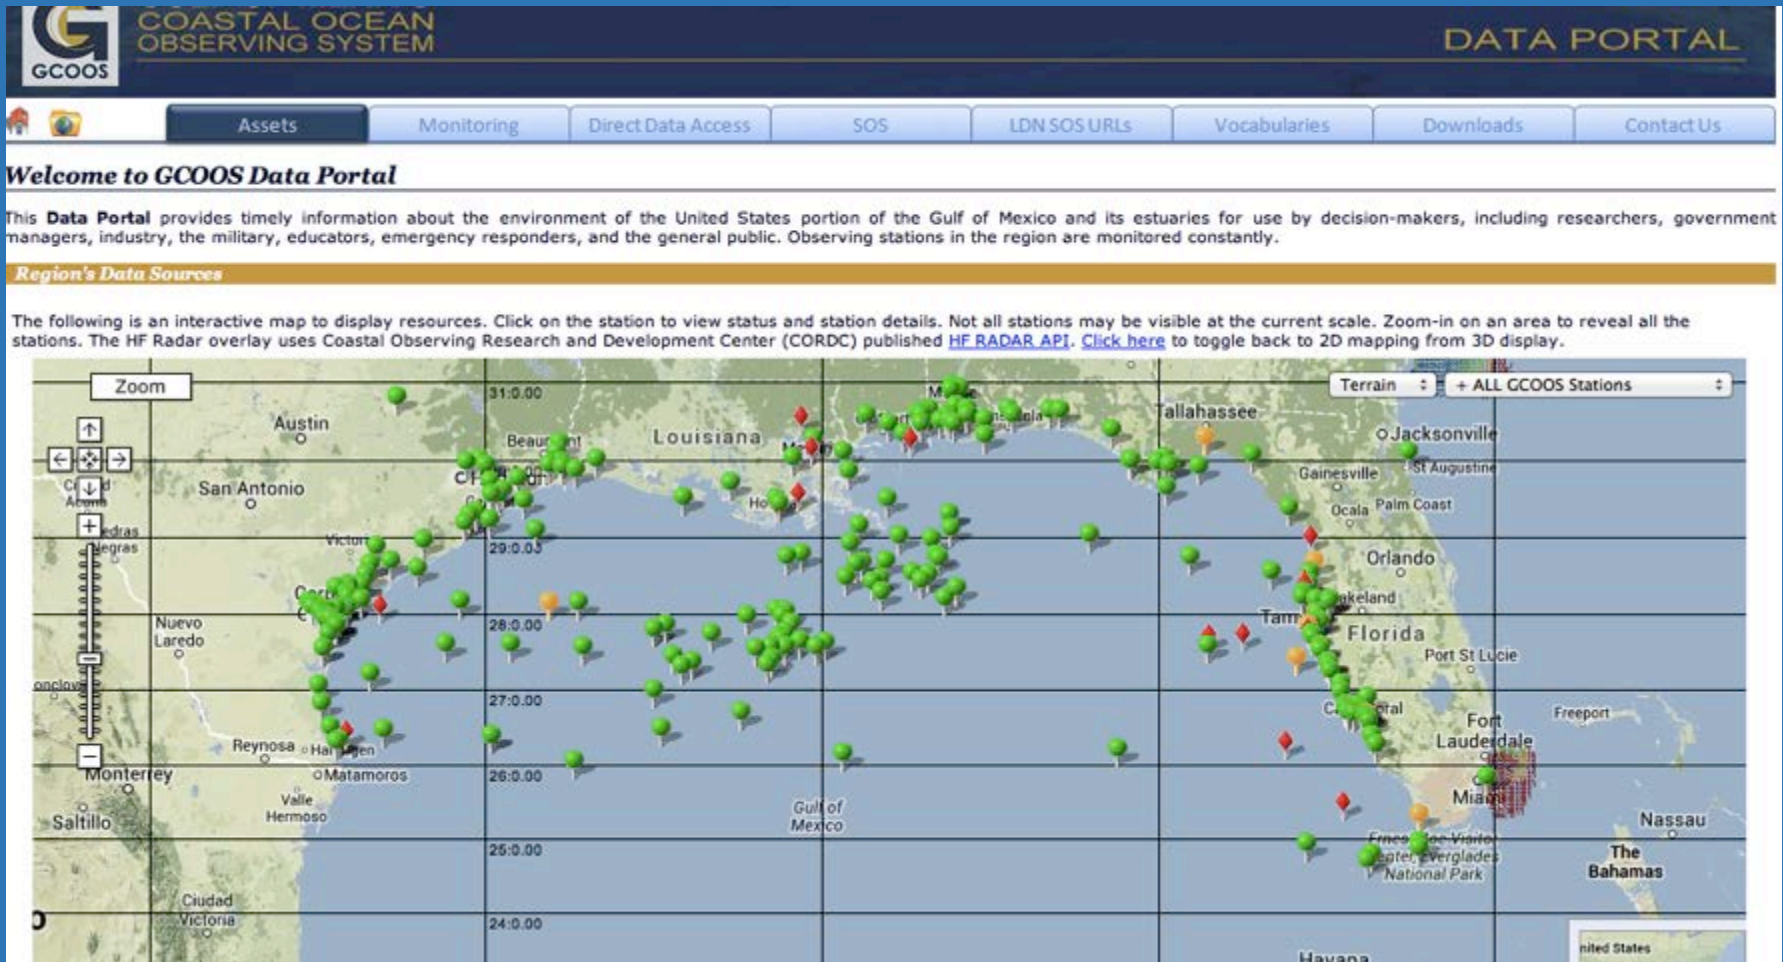 COASTAL OCEAN
OBSERVING SYSTEM
GCOOS
DATA PORTAL
Assets
Monitoring
Direct Data Access
SOS
LDN SOS URLs
Vocabularies
Downloads
Contact Us
Welcome to GCOOS Data Portal
This Data Portal provides timely information about the environment of the United States portion of the Gulf of Mexico and its estuaries for use by decision-makers, including researchers, government
managers, industry, the military, educators, emergency responders, and the general public. Observing stations in the region are monitored constantly.
Region's Data Sources
The following is an interactive map to display resources. Click on the station to view status and station details. Not all stations may be visible at the current scale. Zoom-in on an area to reveal all the
stations. The HF Radar overlay uses Coastal Observing Research and Development Center (CORDC) published HF RADAR API. Click here to toggle back to 2D mapping from 3D display.
Zoom
31:0.00
Terrain
+ ALL GCOOS Stations
Austin
Louisiana
Tallahassee
Jacksonville
St Augustine
San Antonio
Gainesville
Ocala
Palm Coast
29:0.03
Orlando
28:0.00
Nuevo
Laredo
Florida
Port St Lucie
27:0.00
Reynosa
Fort
Lauderdale
Freeport
Monterrey
Matamoros
26:0.00
Valle
Hermoso
Gulf of
Mexico
Saltillo
Nassau
25:0.00
National Park
The
Bahamas
Ciudad
Victoria
24:0.00
Havana